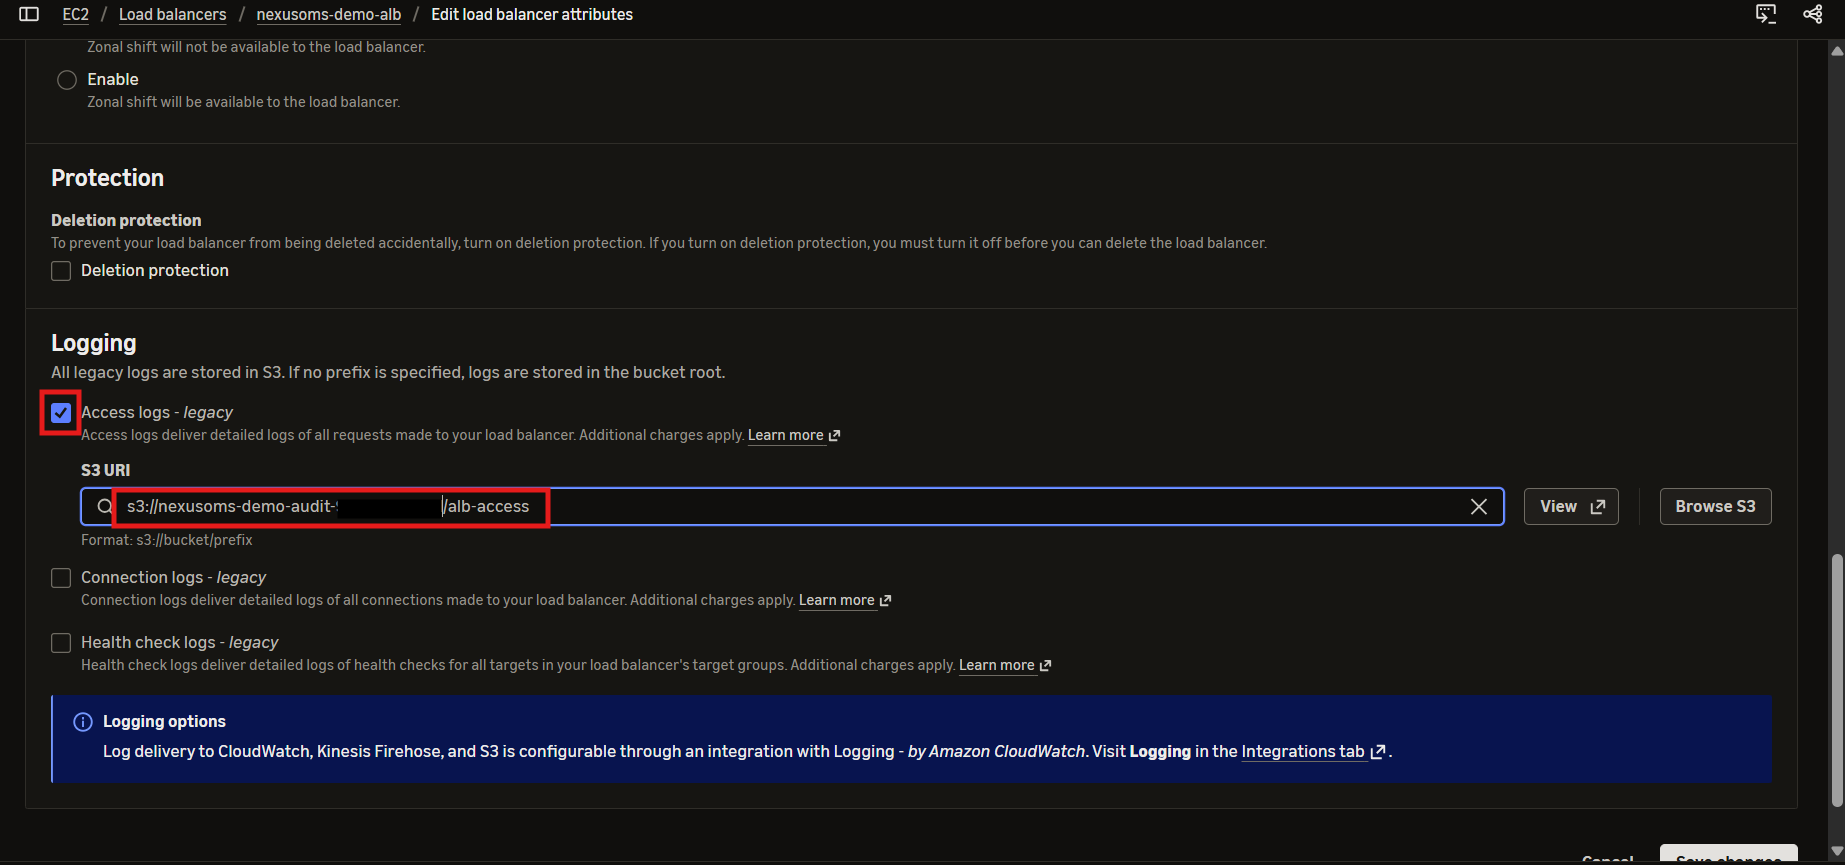 EC2 / Load balancers / nexusoms-demo-alb / Edit load balancer attributes
Zonal shift will not be available to the load balancer.
Enable
Zonal shift will be available to the load balancer.
Protection
Deletion protection
To prevent your load balancer from being deleted accidentally, turn on deletion protection. If you turn on deletion protection, you must turn it off before you can delete the load balancer.
Deletion protection
Logging
All legacy logs are stored in S3. If no prefix is specified, logs are stored in the bucket root.
Access logs - legacy
Access logs deliver detailed logs of all requests made to your load balancer. Additional charges apply. Learn more
S3 URI
s3://nexusoms-demo-audit- /alb-access
View
Browse S3
Format: s3://bucket/prefix
Connection logs - legacy
Connection logs deliver detailed logs of all connections made to your load balancer. Additional charges apply. Learn more
Health check logs - legacy
Health check logs deliver detailed logs of health checks for all targets in your load balancer's target groups. Additional charges apply. Learn more
Logging options
Log delivery to CloudWatch, Kinesis Firehose, and S3 is configurable through an integration with Logging - by Amazon CloudWatch. Visit Logging in the Integrations tab .
Cancel
Save changes